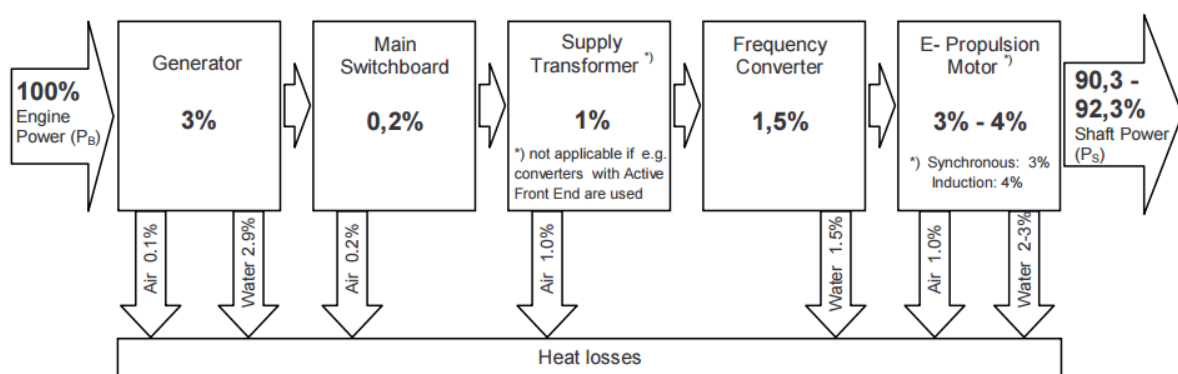 100%
Engine
Power (PB)
Generator
3%
Main
Switchboard
0,2%
Supply
Transformer *)
1%
*) not applicable if e.g.
converters with Active
Front End are used
Frequency
Converter
1,5%
E- Propulsion
Motor *)
3% - 4%
*) Synchronous: 3%
Induction: 4%
90,3 -
92,3%
Shaft Power
(PS)
Air 0.1%
Water 2.9%
Air 0.2%
Air 1.0%
Water 1.5%
Air 1.0%
Water 2-3%
Heat losses